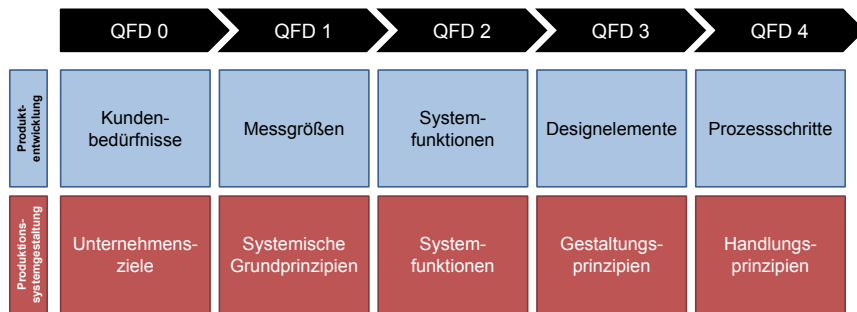 QFD 0
QFD 1
QFD 2
QFD 3
QFD 4
Produkt-
entwicklung
Kunden-
bedürfnisse
Messgrößen
System-
funktionen
Designelemente
Prozessschritte
Produktions-
systemgestaltung
Unternehmens-
ziele
Systemische
Grundprinzipien
System-
funktionen
Gestaltungs-
prinzipien
Handlungs-
prinzipien